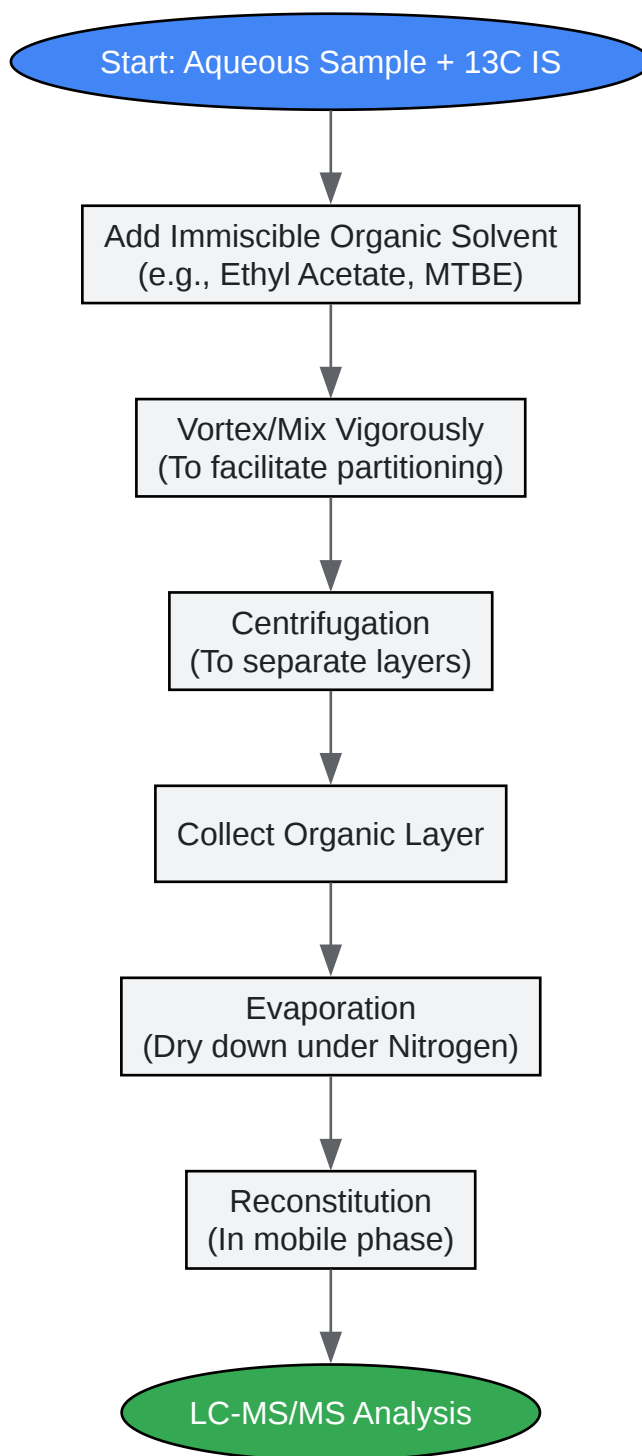 Start: Aqueous Sample + 13C IS
Add Immiscible Organic Solvent
(e.g., Ethyl Acetate, MTBE)
Vortex/Mix Vigorously
(To facilitate partitioning)
Centrifugation
(To separate layers)
Collect Organic Layer
Evaporation
(Dry down under Nitrogen)
Reconstitution
(In mobile phase)
LC-MS/MS Analysis